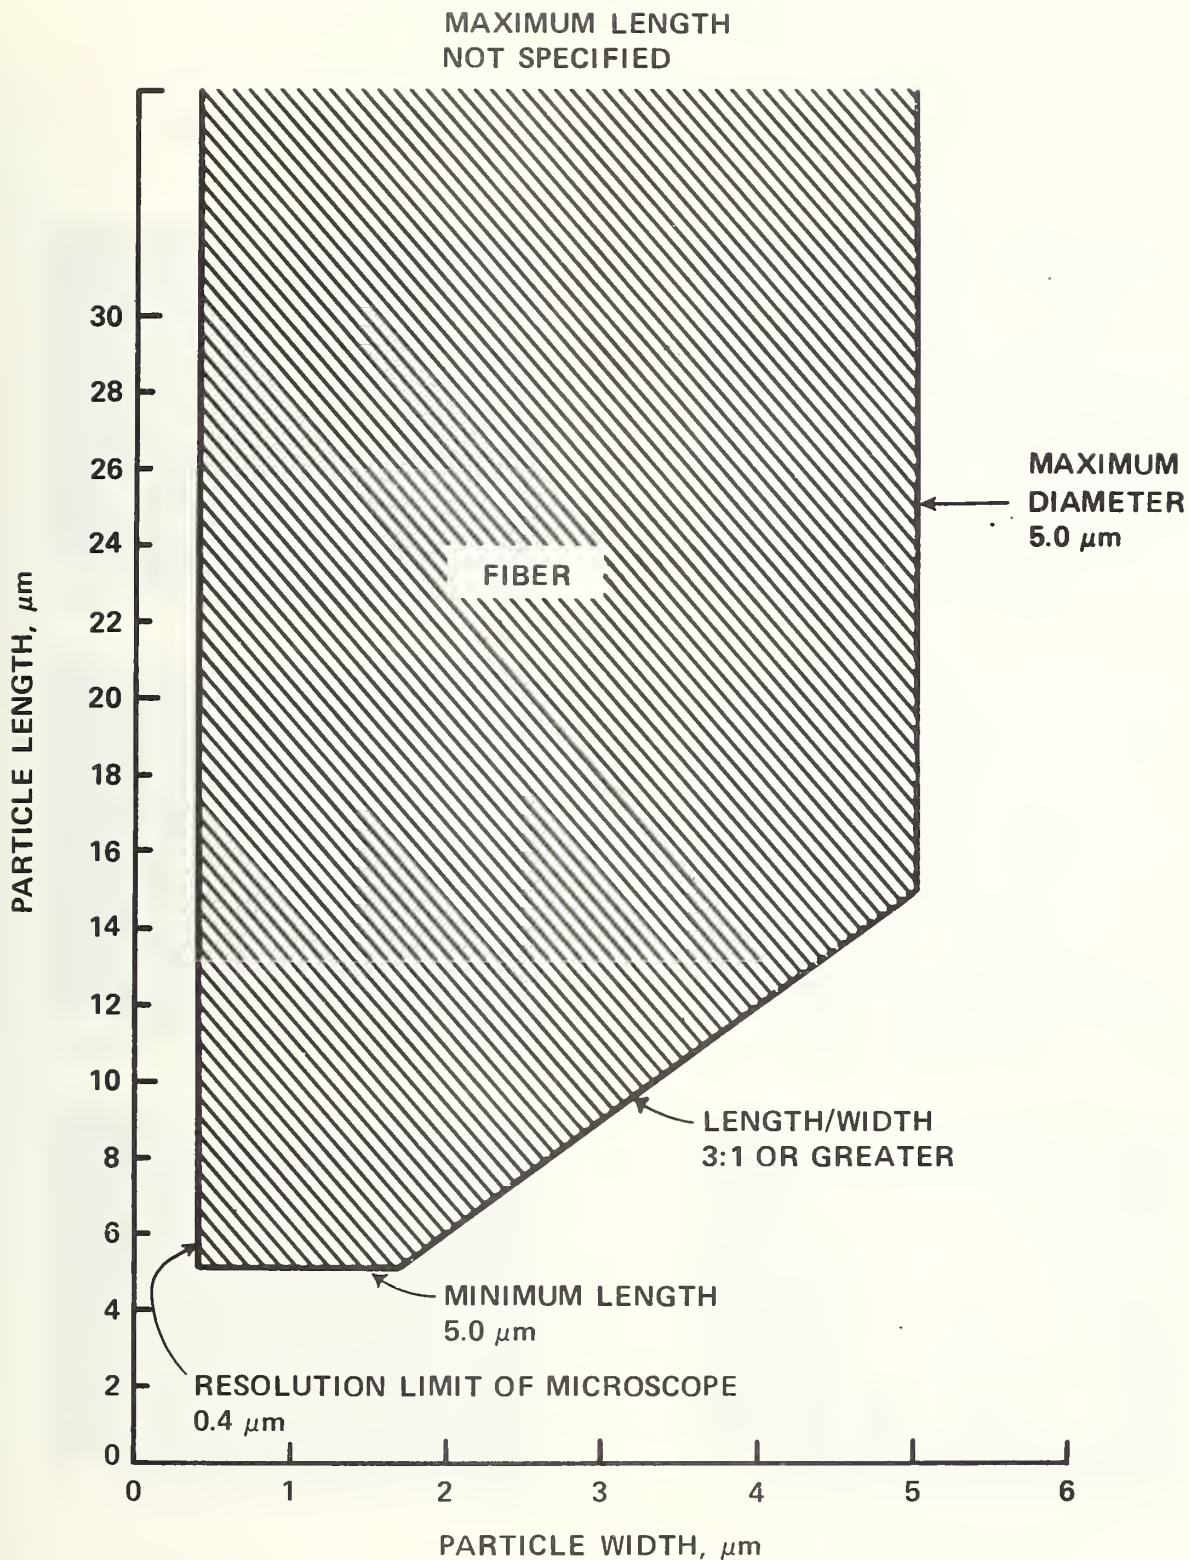 MAXIMUM LENGTH
NOT SPECIFIED
30
28
26
24
22
20
18
16
14
12
10
8
6
4
2
0
PARTICLE LENGTH, μm
FIBER
MAXIMUM
DIAMETER
5.0 μm
LENGTH/WIDTH
3:1 OR GREATER
MINIMUM LENGTH
5.0 μm
RESOLUTION LIMIT OF MICROSCOPE
0.4 μm
0 1 2 3 4 5 6
PARTICLE WIDTH, μm